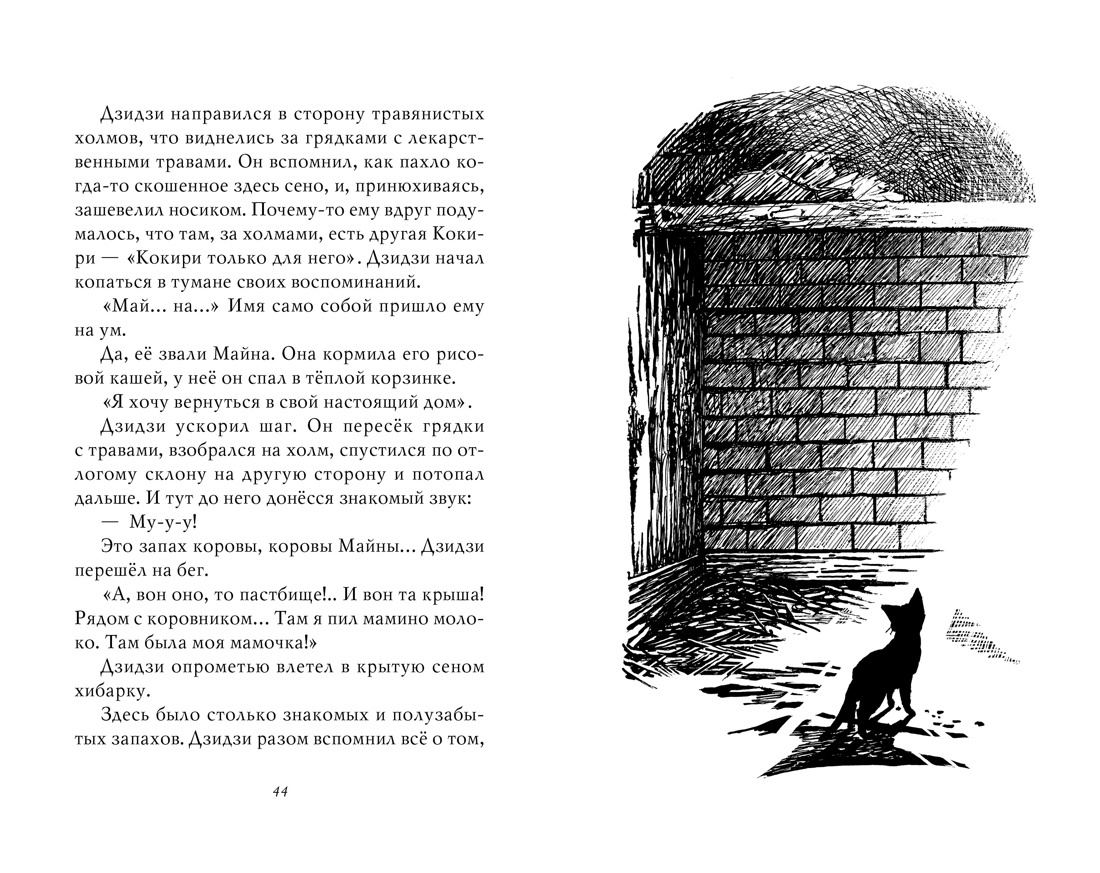 Дзидзи направился в сторону травянистых
холмов, что виднелись за грядками с лекарст-
венными травами. Он вспомнил, как пахло ко-
гда-то скошенное здесь сено, и, принюхиваясь,
зашевелил носиком. Почему-то ему вдруг поду-
малось, что там, за холмами, есть другая Коки-
ри — «Кокири только для него». Дзидзи начал
копаться в тумане своих воспоминаний.
«Май... на...» Имя само собой пришло ему
на ум.
Да, её звали Майна. Она кормила его рисо-
вой кашей, у неё он спал в тёплой корзинке.
«Я хочу вернуться в свой настоящий дом».
Дзидзи ускорил шаг. Он пересёк грядки
с травами, взобрался на холм, спустился по от-
логому склону на другую сторону и потопал
дальше. И тут до него донёсся знакомый звук:
— Му-у-у!
Это запах коровы, коровы Майны... Дзидзи
перешёл на бег.
«А, вон оно, то пастбище!.. И вон та крыша!
Рядом с коровником... Там я пил мамино моло-
ко. Там была моя мамочка!»
Дзидзи опрометью влетел в крытую сеном
хибарку.
Здесь было столько знакомых и полузабы-
тых запахов. Дзидзи разом вспомнил всё о том,
44